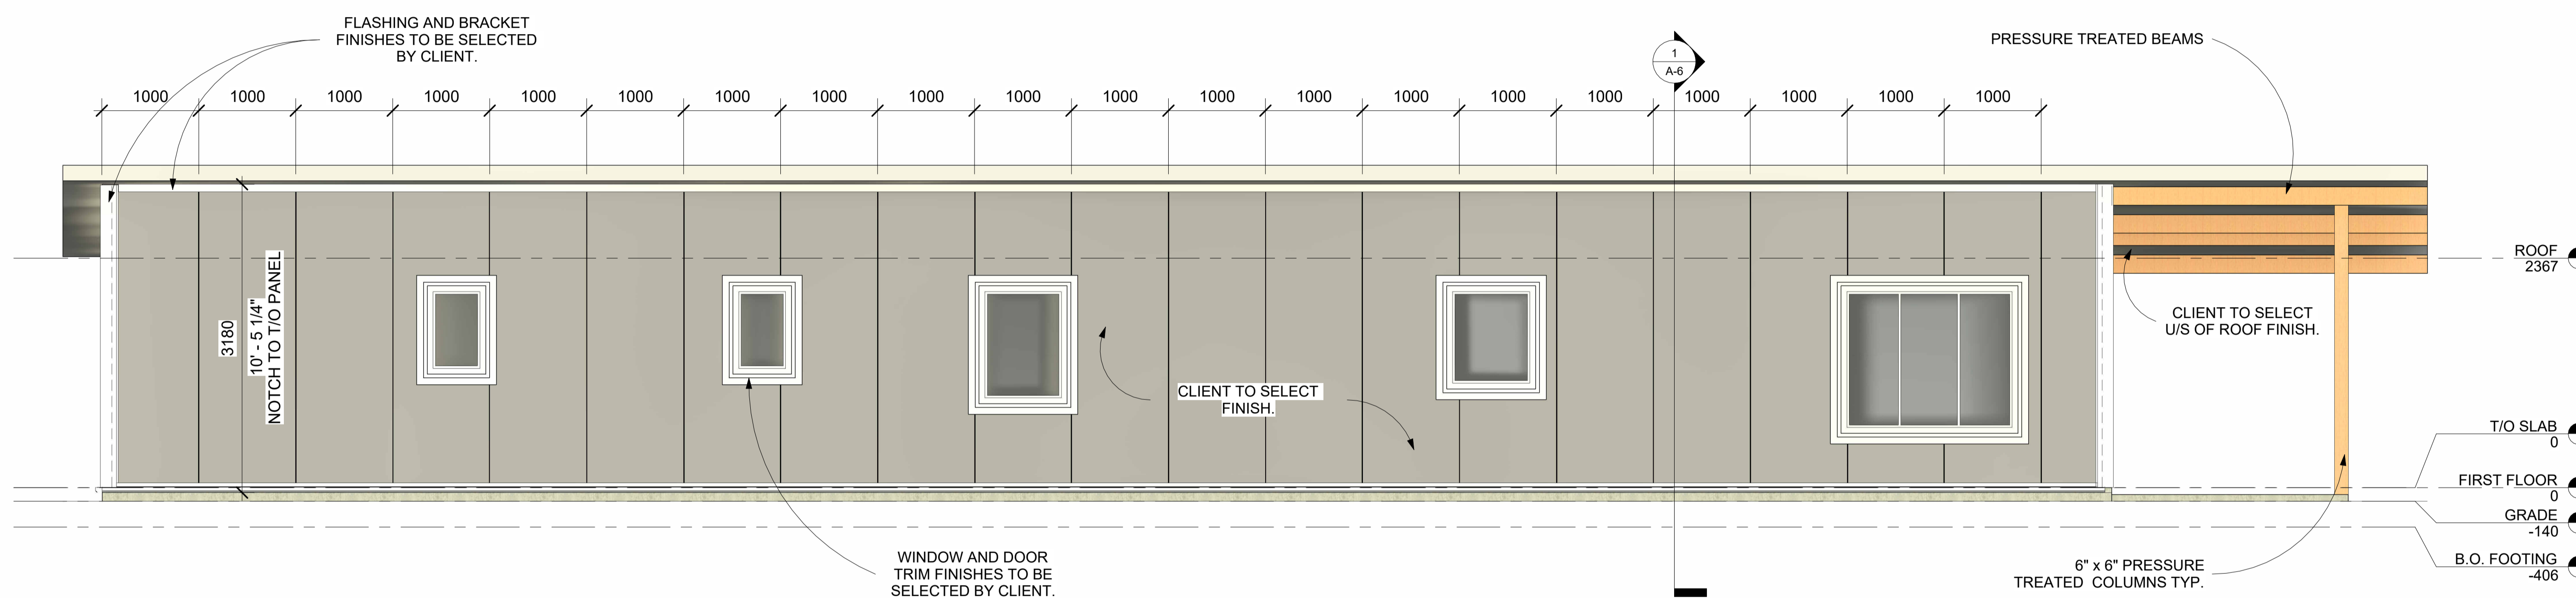 FLASHING AND BRACKET
FINISHES TO BE SELECTED
BY CLIENT.
PRESSURE TREATED BEAMS
1
A-6
1000 1000 1000 1000 1000 1000 1000 1000 1000 1000 1000 1000 1000 1000 1000 1000 1000 1000 1000 1000
3180
10' - 5 1/4"
NOTCH TO T/O PANEL
ROOF
2367
CLIENT TO SELECT
U/S OF ROOF FINISH.
CLIENT TO SELECT
FINISH.
T/O SLAB
0
FIRST FLOOR
0
GRADE
-140
B.O. FOOTING
-406
WINDOW AND DOOR
TRIM FINISHES TO BE
SELECTED BY CLIENT.
6" x 6" PRESSURE
TREATED COLUMNS TYP.